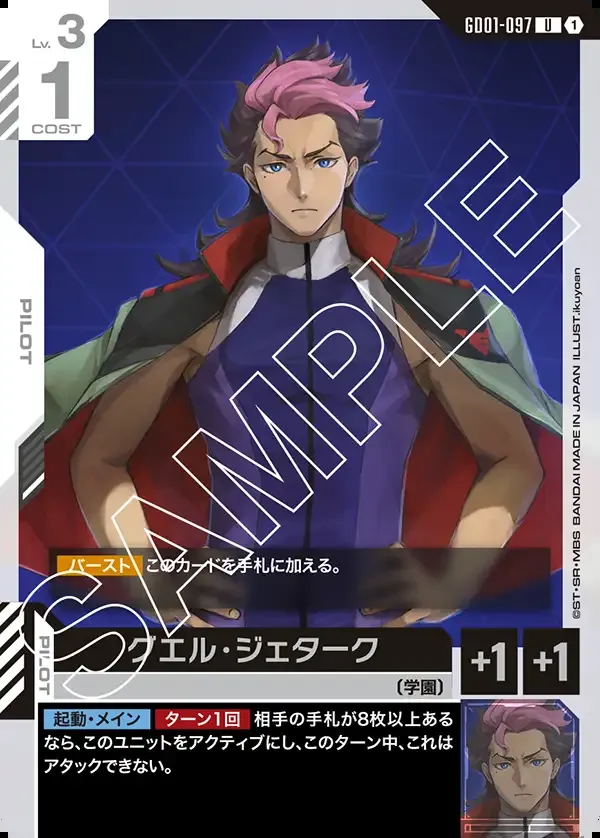 Lv. 3
GD01-097 U 1
1
COST
PILOT
SAMPLE
©ST・SR・MBS BANDAI MADE IN JAPAN ILLUST.ikuyoan
バースト このカードを手札に加える。
PILOT
グエル・ジェターク
+1 +1
〔学園〕
起動・メイン ターン1回 相手の手札が8枚以上ある
なら、このユニットをアクティブにし、このターン中、これは
アタックできない。